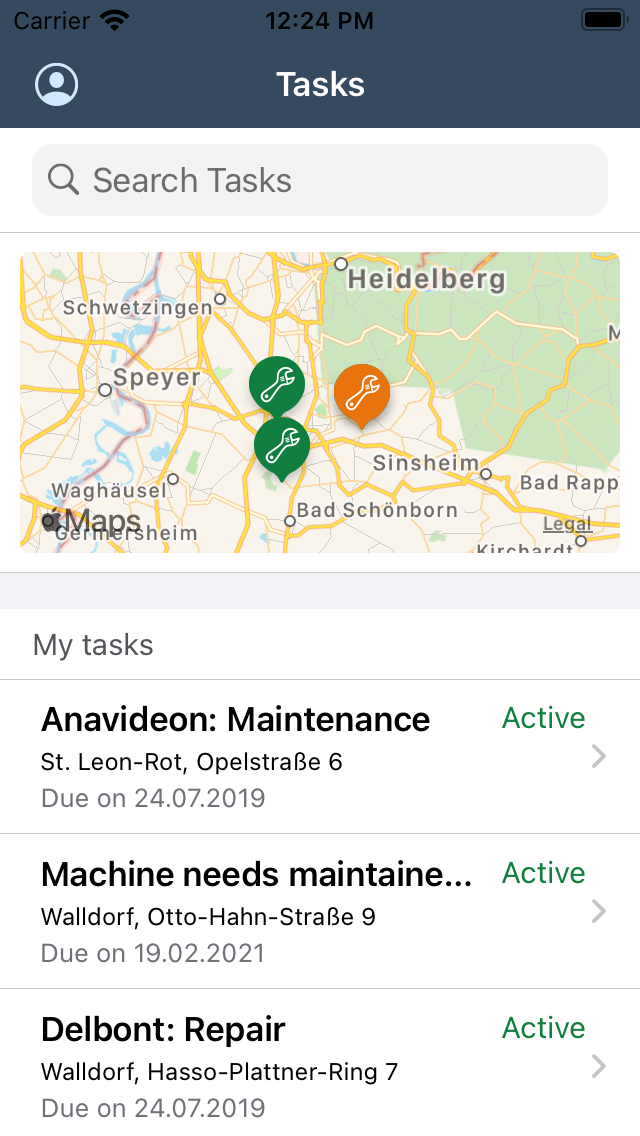 Carrier 12:24 PM
Tasks
Search Tasks
Heidelberg
Schwetzingen
Speyer
Sinsheim
Waghäusel
Bad Rapp
Bad Schönborn
Maps
Legal
Germersheim
Kirchardt
My tasks
Anavideon: Maintenance Active
St. Leon-Rot, Opelstraße 6
Due on 24.07.2019
Machine needs maintaine... Active
Walldorf, Otto-Hahn-Straße 9
Due on 19.02.2021
Delbont: Repair Active
Walldorf, Hasso-Plattner-Ring 7
Due on 24.07.2019